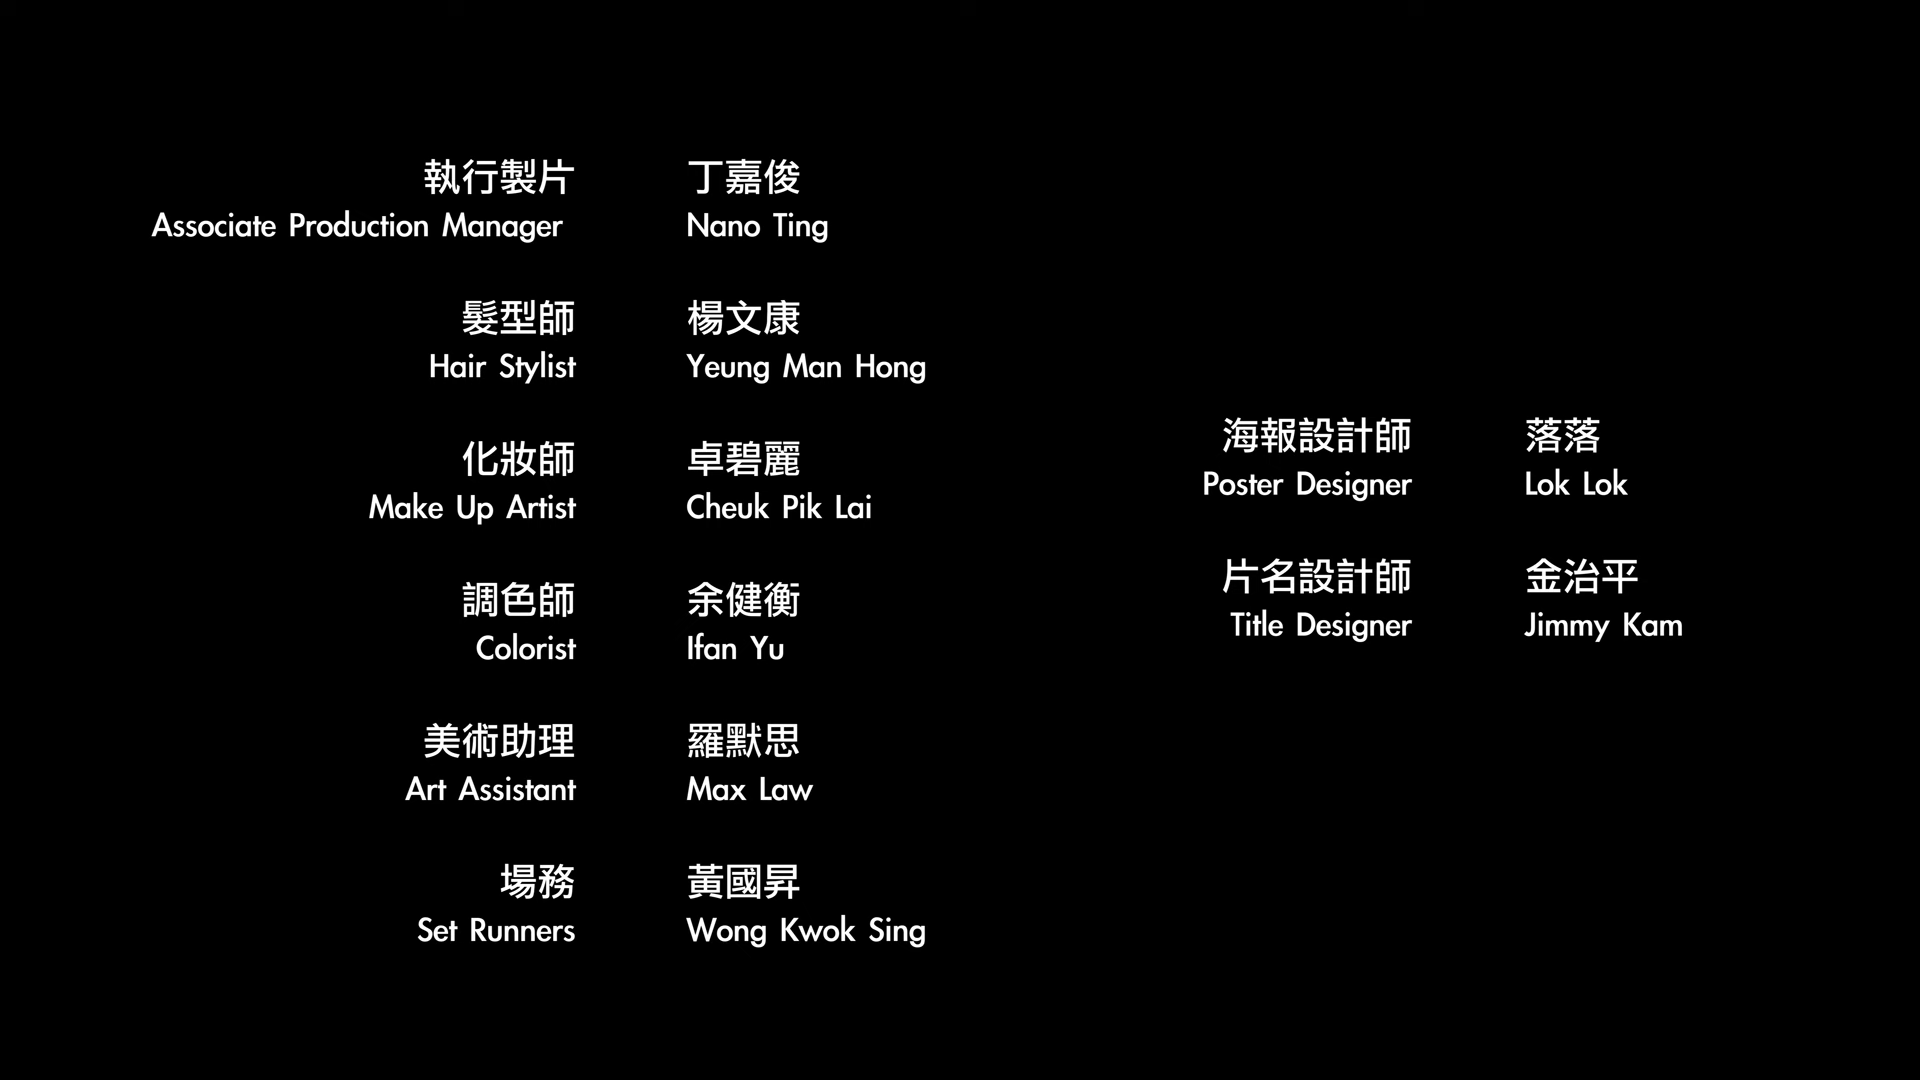 執行製片 丁嘉俊
Associate Production Manager Nano Ting
髮型師 楊文康
Hair Stylist Yeung Man Hong
化妝師 卓碧麗
Make Up Artist Cheuk Pik Lai
調色師 余健衡
Colorist Ifan Yu
美術助理 羅默思
Art Assistant Max Law
場務 黃國昇
Set Runners Wong Kwok Sing
海報設計師 落落
Poster Designer Lok Lok
片名設計師 金治平
Title Designer Jimmy Kam